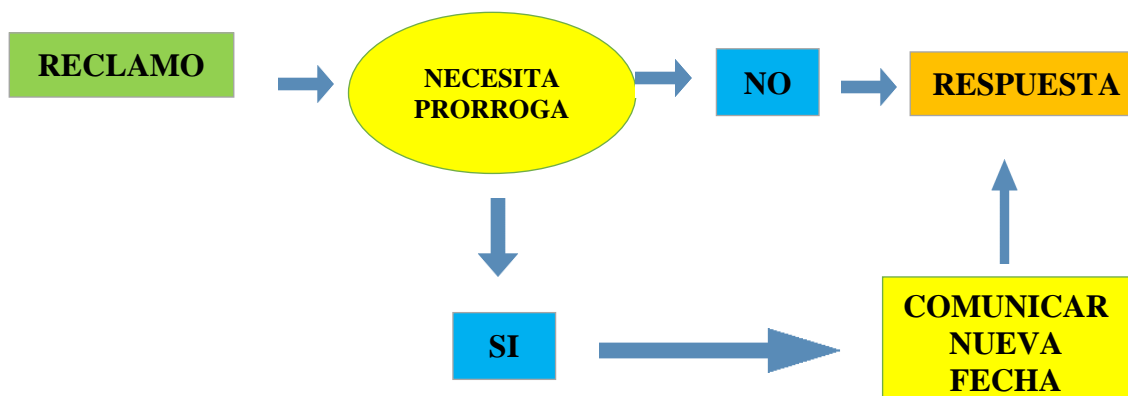 RECLAMO
NECESITA
PRORROGA
NO
RESPUESTA
SI
COMUNICAR
NUEVA
FECHA